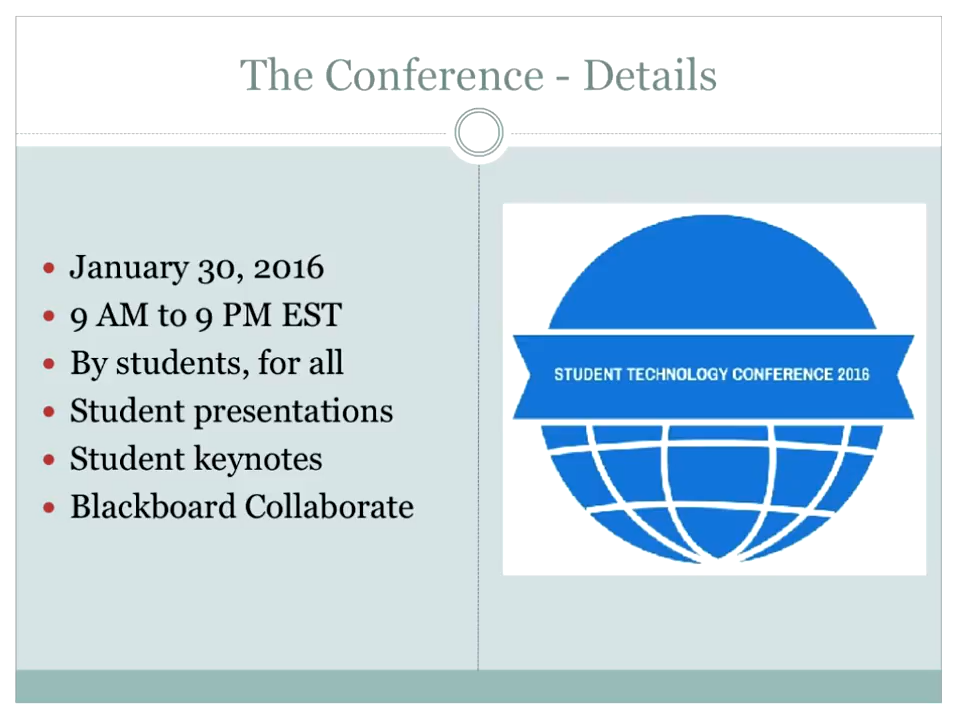 The Conference - Details
January 30, 2016
9 AM to 9 PM EST
By students, for all
Student presentations
Student keynotes
Blackboard Collaborate
STUDENT TECHNOLOGY CONFERENCE 2016